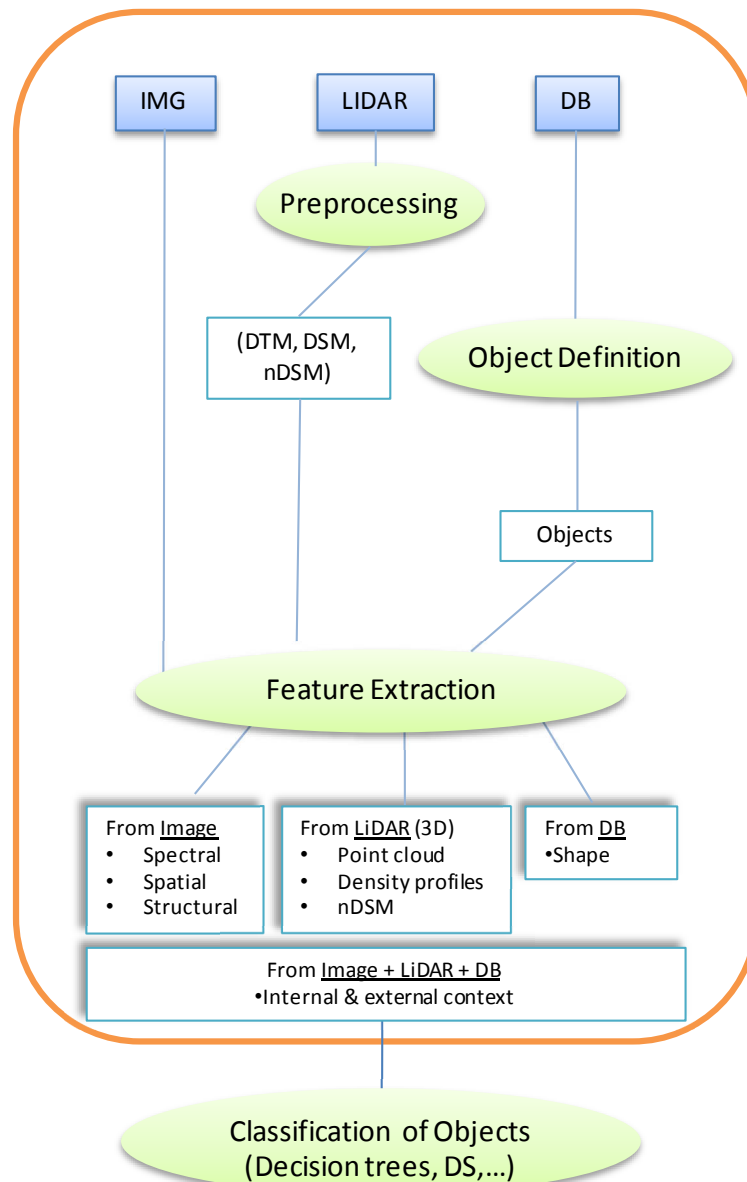 IMG
LIDAR
DB
Preprocessing
(DTM, DSM,
nDSM)
Object Definition
Objects
Feature Extraction
From Image
• Spectral
• Spatial
• Structural
From LiDAR (3D)
• Point cloud
• Density profiles
• nDSM
From DB
•Shape
From Image + LiDAR + DB
•Internal & external context
Classification of Objects
(Decision trees, DS,...)